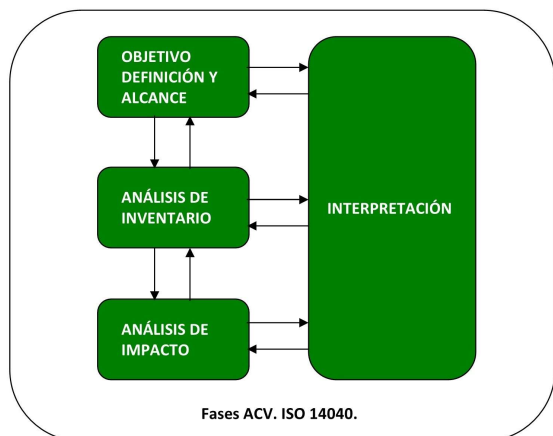 OBJETIVO
DEFINICIÓN Y
ALCANCE
ANÁLISIS DE
INVENTARIO
INTERPRETACIÓN
ANÁLISIS DE
IMPACTO
Fases ACV. ISO 14040.